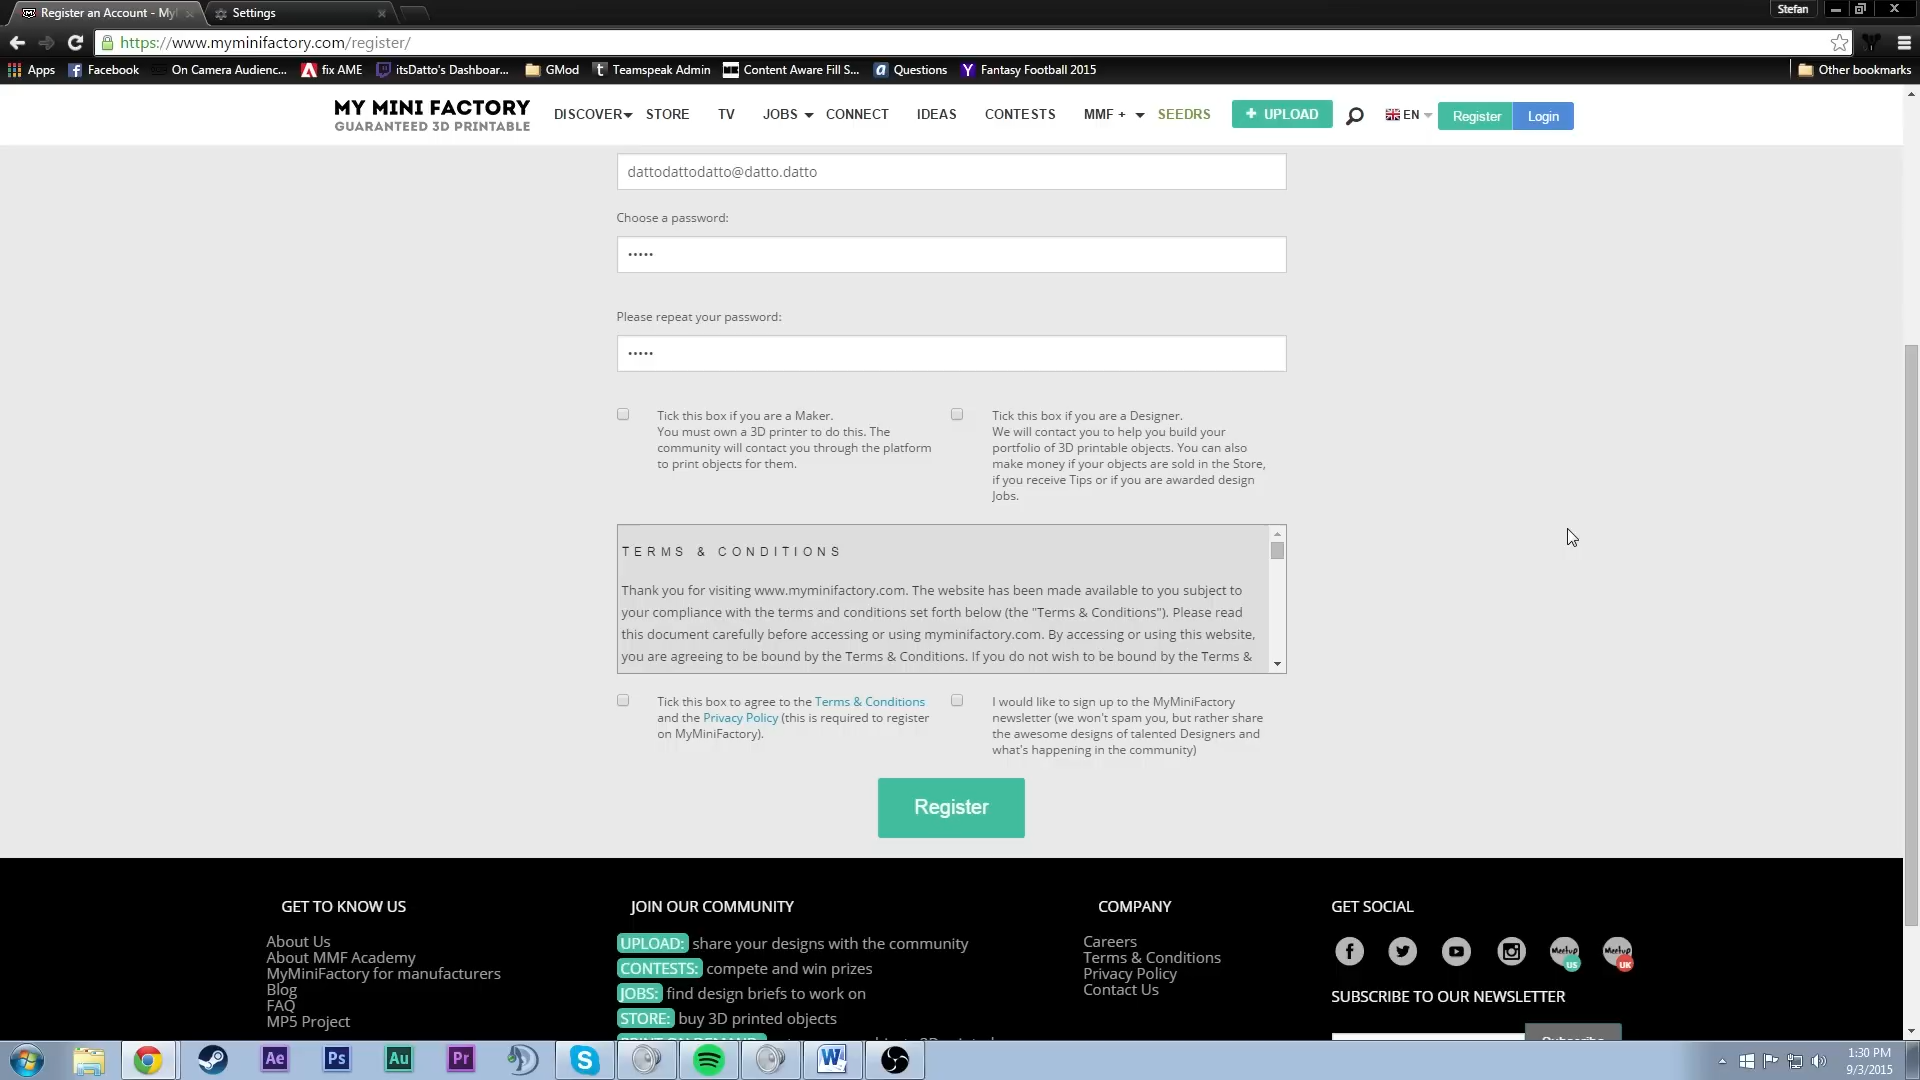 Register an Account - My
Settings
Stefan
https://www.myminifactory.com/register/
Apps
Facebook
On Camera Audienc...
fix AME
itsDatto's Dashboar...
GMod
Teamspeak Admin
Content Aware Fill S...
Questions
Fantasy Football 2015
Other bookmarks
MY MINI FACTORY
GUARANTEED 3D PRINTABLE
DISCOVER
STORE
TV
JOBS
CONNECT
IDEAS
CONTESTS
MMF +
SEEDRS
+ UPLOAD
EN
Register
Login
dattodattodatto@datto.datto
Choose a password:
•••••
Please repeat your password:
•••••
Tick this box if you are a Maker.
You must own a 3D printer to do this. The
community will contact you through the platform
to print objects for them.
Tick this box if you are a Designer.
We will contact you to help you build your
portfolio of 3D printable objects. You can also
make money if your objects are sold in the Store,
if you receive Tips or if you are awarded design
Jobs.
TERMS & CONDITIONS
Thank you for visiting www.myminifactory.com. The website has been made available to you subject to
your compliance with the terms and conditions set forth below (the "Terms & Conditions"). Please read
this document carefully before accessing or using myminifactory.com. By accessing or using this website,
you are agreeing to be bound by the Terms & Conditions. If you do not wish to be bound by the Terms &
Tick this box to agree to the Terms & Conditions
and the Privacy Policy (this is required to register
on MyMiniFactory).
I would like to sign up to the MyMiniFactory
newsletter (we won't spam you, but rather share
the awesome designs of talented Designers and
what's happening in the community)
Register
GET TO KNOW US
About Us
About MMF Academy
MyMiniFactory for manufacturers
Blog
FAQ
MP5 Project
JOIN OUR COMMUNITY
UPLOAD: share your designs with the community
CONTESTS: compete and win prizes
JOBS: find design briefs to work on
STORE: buy 3D printed objects
COMPANY
Careers
Terms & Conditions
Privacy Policy
Contact Us
GET SOCIAL
Meetup US
Meetup UK
SUBSCRIBE TO OUR NEWSLETTER
Subscribe
Ae
Ps
Au
Pr
1:30 PM
9/3/2015